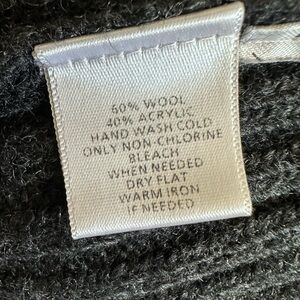 60% WOOL
40% ACRYLIC
HAND WASH COLD
ONLY NON-CHLORINE
BLEACH
WHEN NEEDED
DRY FLAT
WARM IRON
IF NEEDED